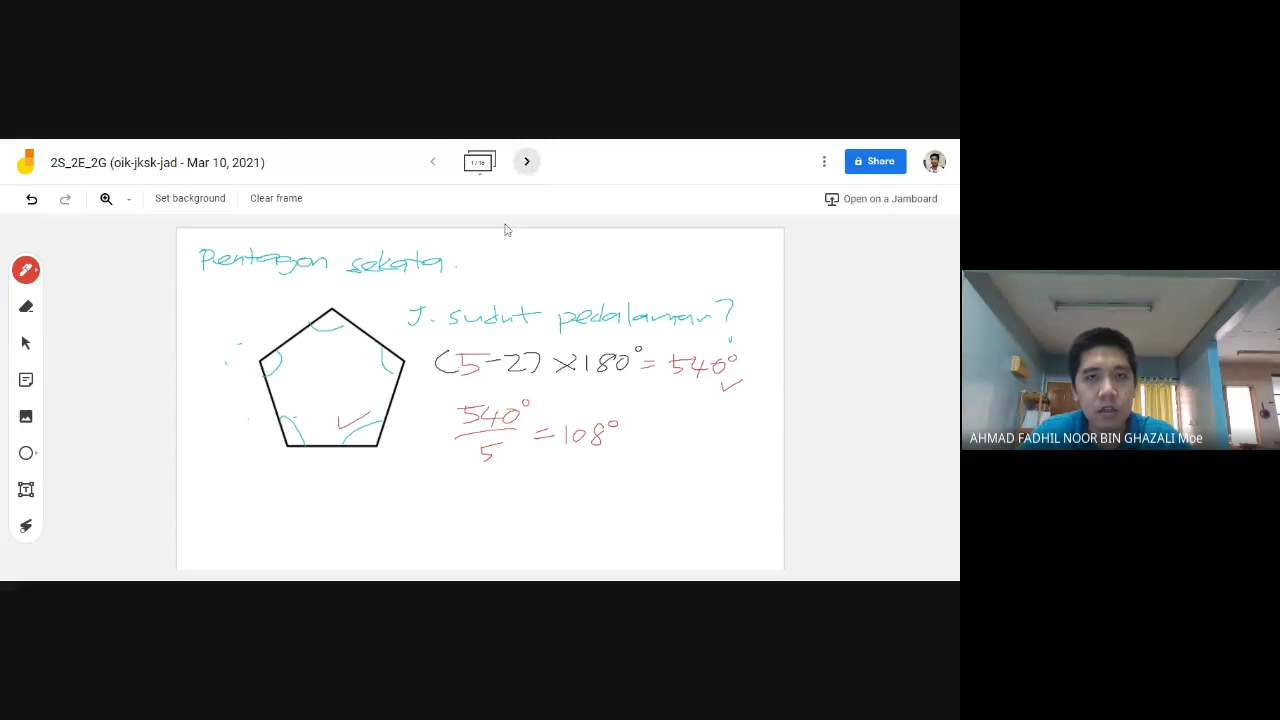 2S_2E_2G (oik-jksk-jad - Mar 10, 2021)
1 / 16
Share
Set background
Clear frame
Open on a Jamboard
Pentagon sekata.
J. sudut pedalaman?
(5-2) × 180° = 540°
540°
5
= 108°
AHMAD FADHIL NOOR BIN GHAZALI Moe